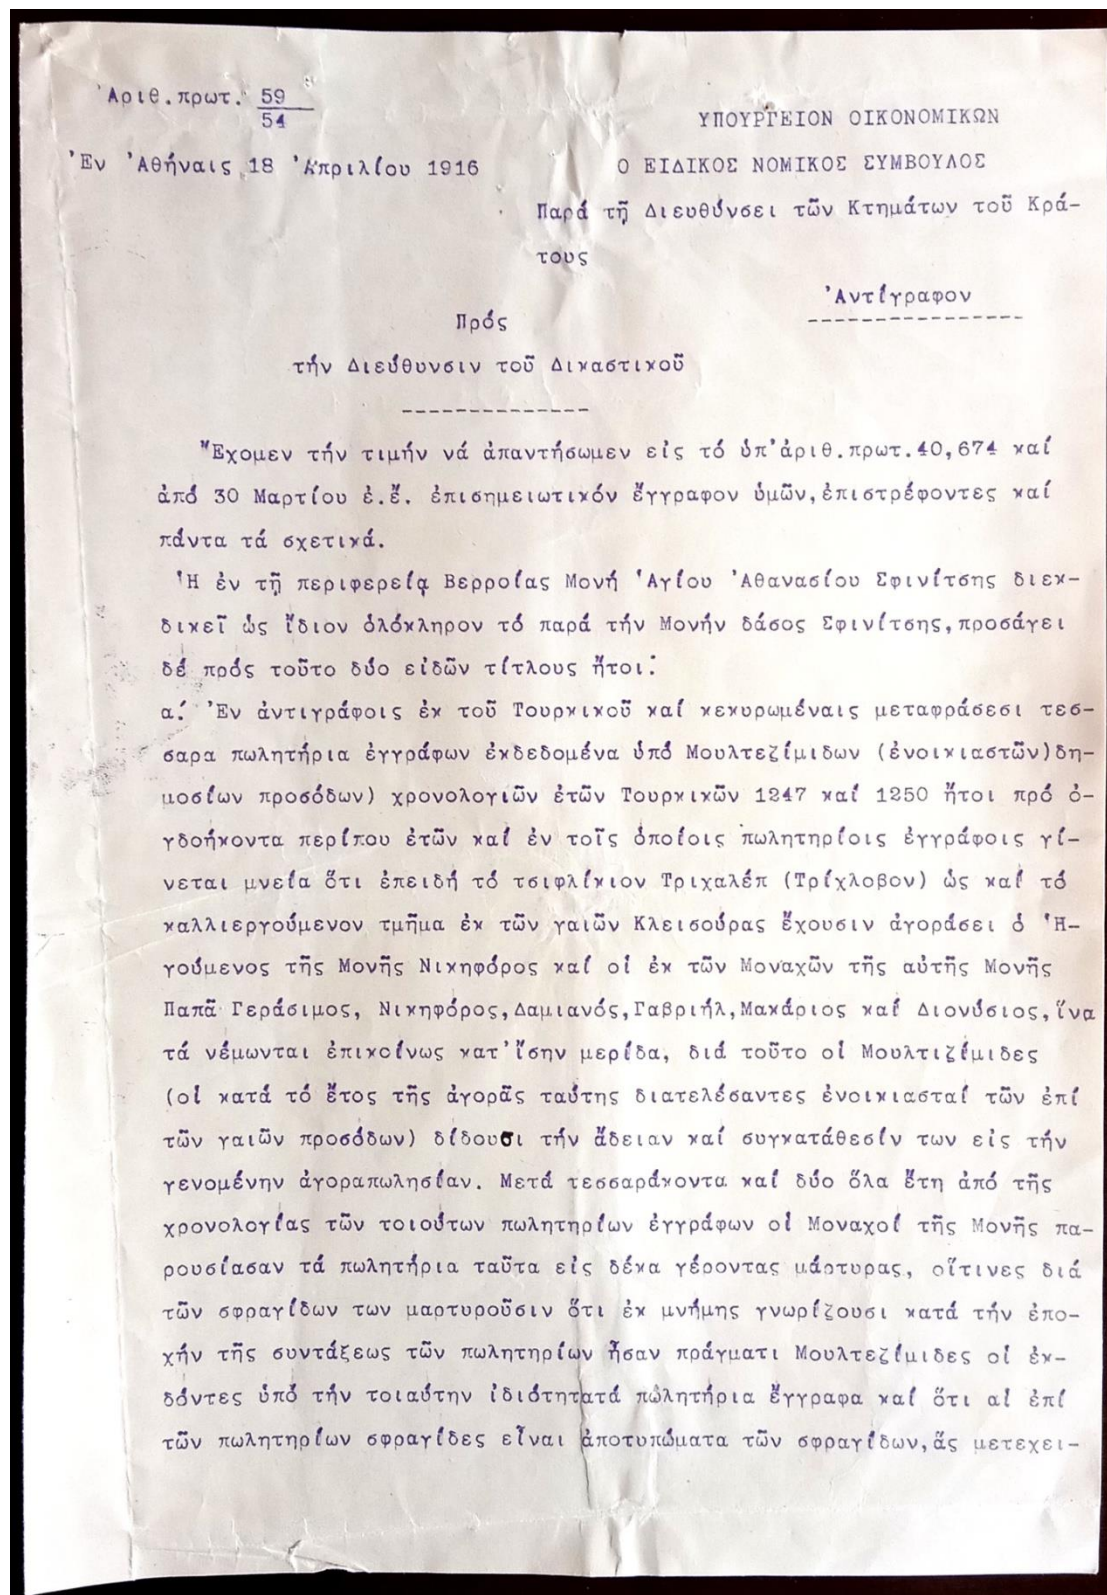 Ἀριθ.πρωτ. 59/54
ΥΠΟΥΡΓΕΙΟΝ ΟΙΚΟΝΟΜΙΚΩΝ
Ἐν Ἀθήναις 18 Ἀπριλίου 1916
Ο ΕΙΔΙΚΟΣ ΝΟΜΙΚΟΣ ΣΥΜΒΟΥΛΟΣ
Παρά τῇ Διευθύνσει τῶν Κτημάτων τοῦ Κρά-
τους
Ἀντίγραφον
Πρός
τήν Διεύθυνσιν τοῦ Δικαστικοῦ
Ἔχομεν τήν τιμήν νά ἀπαντήσωμεν εἰς τό ὑπ'ἀριθ.πρωτ.40,674 καί
ἀπό 30 Μαρτίου ἐ.ἔ. ἐπισημειωτικόν ἔγγραφον ὑμῶν,ἐπιστρέφοντες καί
πάντα τά σχετικά.
Ἡ ἐν τῇ περιφερείᾳ Βερροίας Μονή Ἁγίου Ἀθανασίου Σφινίτσης διεκ-
δικεῖ ὡς ἴδιον ὁλόκληρον τό παρά τήν Μονήν δάσος Σφινίτσης,προσάγει
δέ πρός τοῦτο δύο εἰδῶν τίτλους ἤτοι:
α.' Ἐν ἀντιγράφοις ἐκ τοῦ Τουρκικοῦ καί κεκυρωμέναις μεταφράσεσι τεσ-
σαρα πωλητήρια ἐγγράφων ἐκδεδομένα ὑπό Μουλτεζίμιδων (ἐνοικιαστῶν)δη-
μοσίων προσόδων) χρονολογιῶν ἐτῶν Τουρκικῶν 1247 καί 1250 ἤτοι πρό ὀ-
γδοήκοντα περίπου ἐτῶν καί ἐν τοῖς ὁποίοις πωλητηρίοις ἐγγράφοις γί-
νεται μνεία ὅτι ἐπειδή τό τσιφλίκιον Τριχαλέπ (Τρίχλοβον) ὡς καί τό
καλλιεργούμενον τμῆμα ἐκ τῶν γαιῶν Κλεισούρας ἔχουσιν ἀγοράσει ὁ Ἡ-
γούμενος τῆς Μονῆς Νικηφόρος καί οἱ ἐκ τῶν Μοναχῶν τῆς αὐτῆς Μονῆς
Παπᾶ Γεράσιμος, Νικηφόρος,Δαμιανός,Γαβριήλ,Μακάριος καί Διονύσιος,ἵνα
τά νέμωνται ἐπικοίνως κατ'ἴσην μερίδα, διά τοῦτο οἱ Μουλτιζίμιδες
(οἱ κατά τό ἔτος τῆς ἀγορᾶς ταύτης διατελέσαντες ἐνοικιασταί τῶν ἐπί
τῶν γαιῶν προσόδων) δίδουσι τήν ἄδειαν καί συγκατάθεσίν των εἰς τήν
γενομένην ἀγοραπωλησίαν. Μετά τεσσαράκοντα καί δύο ὅλα ἔτη ἀπό τῆς
χρονολογίας τῶν τοιούτων πωλητηρίων ἐγγράφων οἱ Μοναχοί τῆς Μονῆς πα-
ρουσίασαν τά πωλητήρια ταῦτα εἰς δέκα γέροντας μάρτυρας, οἵτινες διά
τῶν σφραγίδων των μαρτυροῦσιν ὅτι ἐκ μνήμης γνωρίζουσι κατά τήν ἐπο-
χήν τῆς συντάξεως τῶν πωλητηρίων ἦσαν πράγματι Μουλτεζίμιδες οἱ ἐκ-
δόντες ὑπό τήν τοιαύτην ἰδιότητατά πωλητήρια ἔγγραφα καί ὅτι αἱ ἐπί
τῶν πωλητηρίων σφραγίδες εἶναι ἀποτυπώματα τῶν σφραγίδων,ἅς μετεχει-